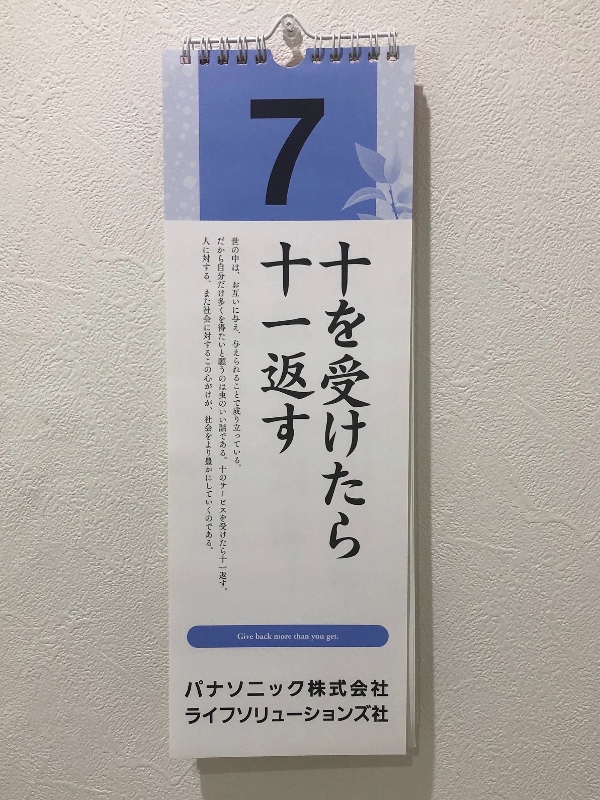 7
十を受けたら
十一返す
世の中は、お互いに与え、与えられることで成り立っている。
だから自分だけ多くを得たいと願うのは虫のいい話である。十のサービスを受けたら十一返す。
人に対する、また社会に対するこの心がけが、社会をより豊かにしていくのである。
Give back more than you get.
パナソニック株式会社
ライフソリューションズ社